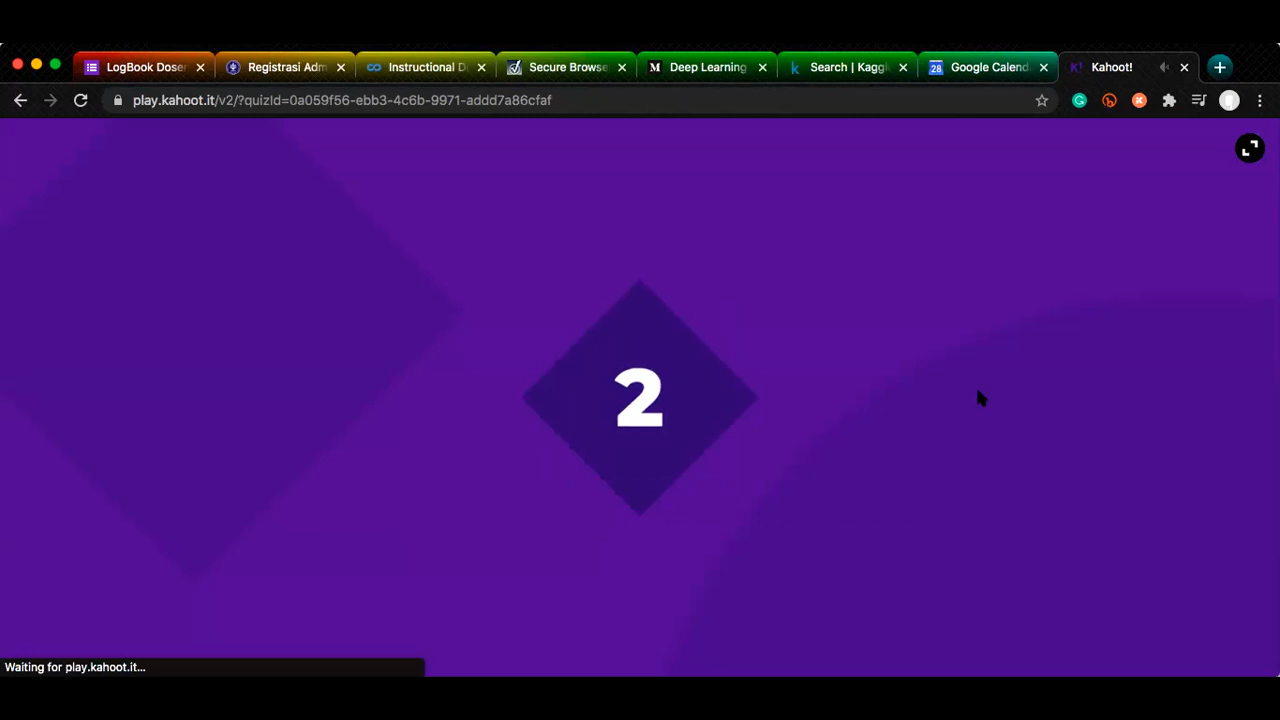 LogBook Doser
Registrasi Adm
Instructional D
Secure Browse
Deep Learning
Search | Kaggl
Google Calend
Kahoot!
play.kahoot.it/v2/?quizId=0a059f56-ebb3-4c6b-9971-addd7a86cfaf
2
Waiting for play.kahoot.it...